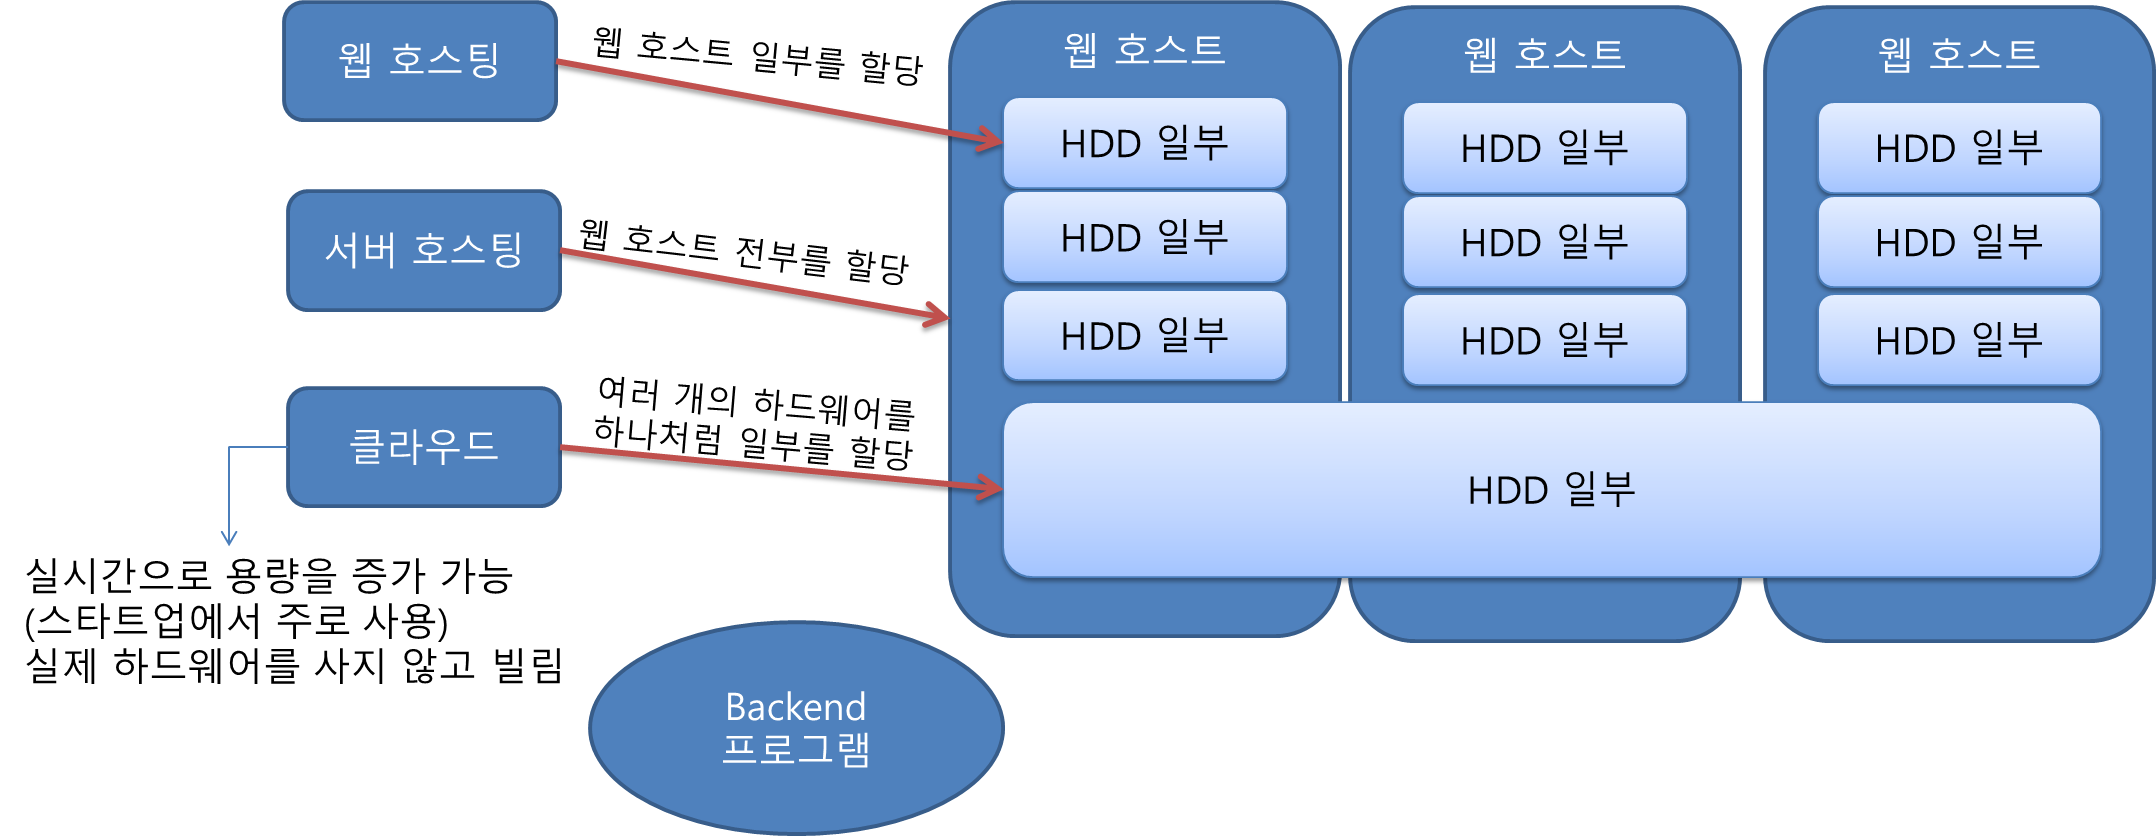 웹 호스팅
웹 호스트 일부를 할당
서버 호스팅
웹 호스트 전부를 할당
클라우드
여러 개의 하드웨어를
하나처럼 일부를 할당
실시간으로 용량을 증가 가능
(스타트업에서 주로 사용)
실제 하드웨어를 사지 않고 빌림
Backend
프로그램
웹 호스트
HDD 일부
HDD 일부
HDD 일부
웹 호스트
HDD 일부
HDD 일부
HDD 일부
웹 호스트
HDD 일부
HDD 일부
HDD 일부
HDD 일부